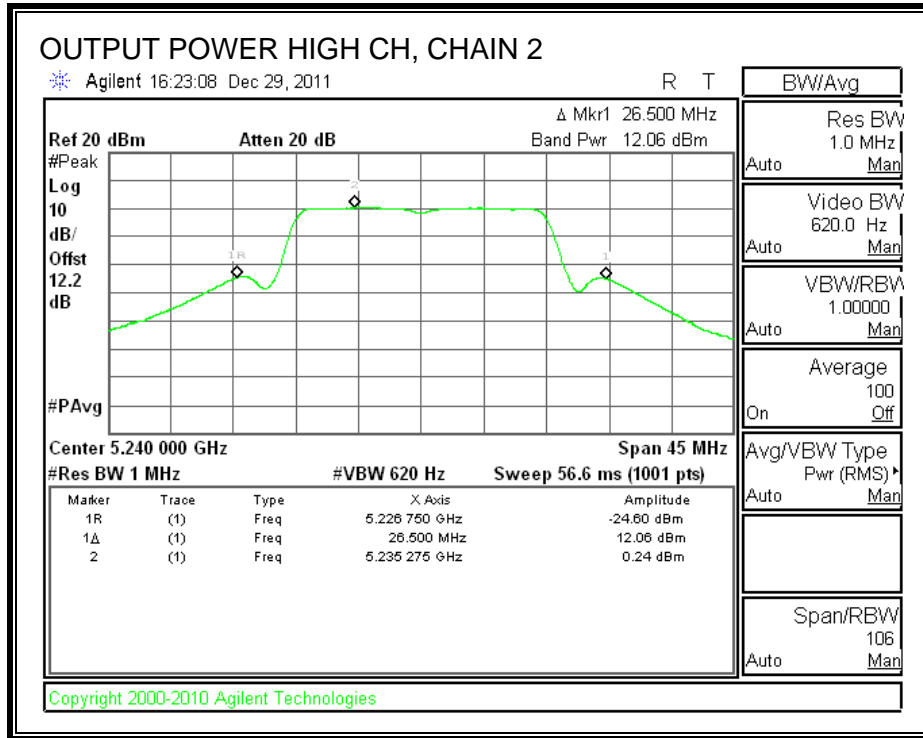 OUTPUT POWER HIGH CH, CHAIN 2
Agilent 16:23:08 Dec 29, 2011 R T
Δ Mkr1 26.500 MHz
Ref 20 dBm Atten 20 dB Band Pwr 12.06 dBm
#Peak
Log
10
dB/
Offst
12.2
dB
#PAvg
2
1R
1
Center 5.240 000 GHz Span 45 MHz
#Res BW 1 MHz #VBW 620 Hz Sweep 56.6 ms (1001 pts)
Marker Trace Type X Axis Amplitude
1R (1) Freq 5.226 750 GHz -24.60 dBm
1Δ (1) Freq 26.500 MHz 12.06 dBm
2 (1) Freq 5.235 275 GHz 0.24 dBm
BW/Avg
Res BW
1.0 MHz
Auto Man
Video BW
620.0 Hz
Auto Man
VBW/RBW
1.00000
Auto Man
Average
100
On Off
Avg/VBW Type
Pwr (RMS)
Auto Man
Span/RBW
106
Auto Man
Copyright 2000-2010 Agilent Technologies